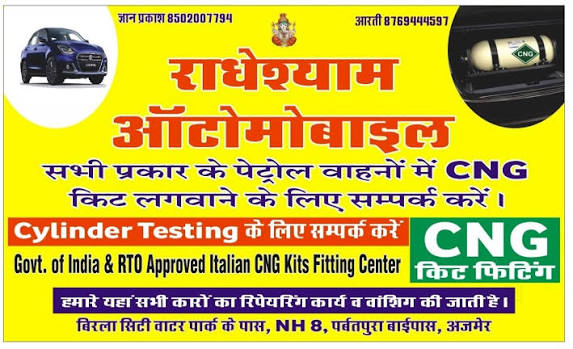 ज्ञान प्रकाश 8502007794
आरती 8769444597
CNG
राधेश्याम
ऑटोमोबाइल
सभी प्रकार के पेट्रोल वाहनों में CNG
किट लगवाने के लिए सम्पर्क करें।
Cylinder Testing के लिए सम्पर्क करें
CNG
किट फिटिंग
Govt. of India & RTO Approved Italian CNG Kits Fitting Center
हमारे यहां सभी कारों का रिपेयरिंग कार्य व वांशिग की जाती है।
बिरला सिटी वाटर पार्क के पास, NH 8, पर्बतपुरा बाईपास, अजमेर